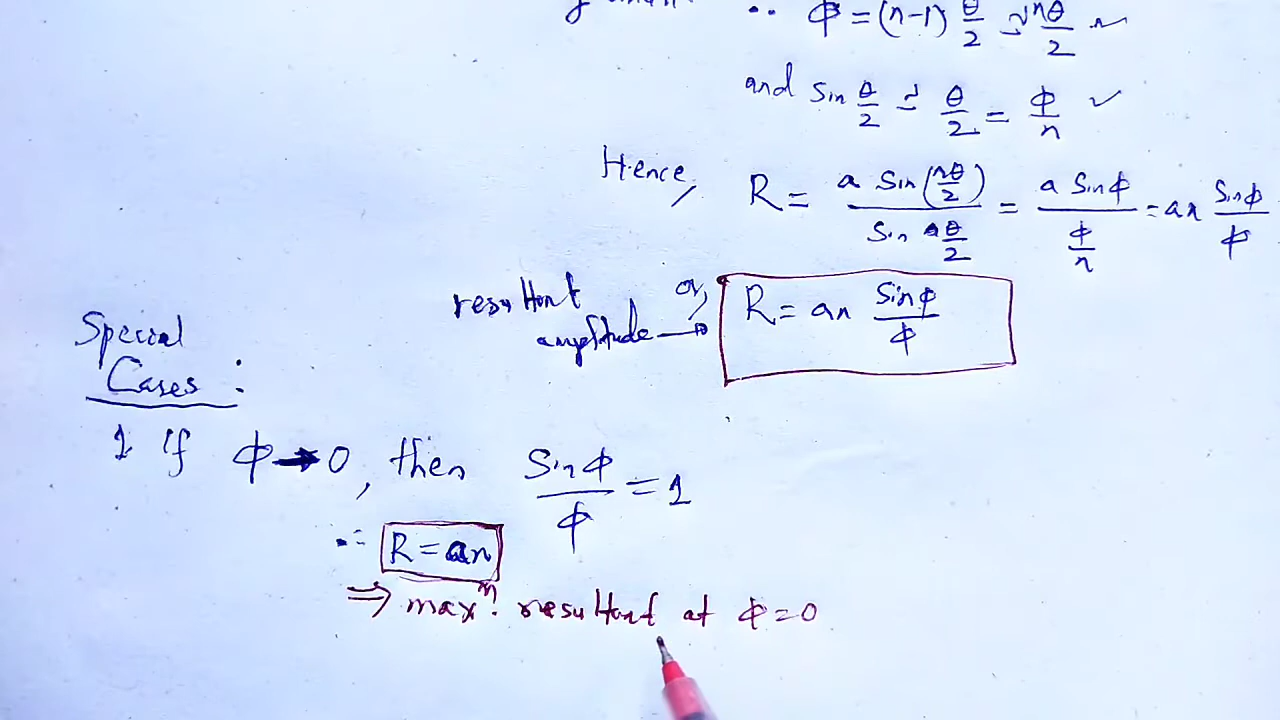 ∴ Φ = (n-1) θ/2 ≃ nθ/2
and sin θ/2 ≃ θ/2 = Φ/n ✓
Hence, R = a Sin(nθ/2) / Sin θ/2 = a Sinφ / (φ/n) = an Sinφ/φ
or, R = an Sinφ/φ
resultant
amplitude →
Special
Cases :
1 If φ → 0, then Sinφ/φ = 1
∴ R = an
⇒ maxᵐ. resultant at φ = 0